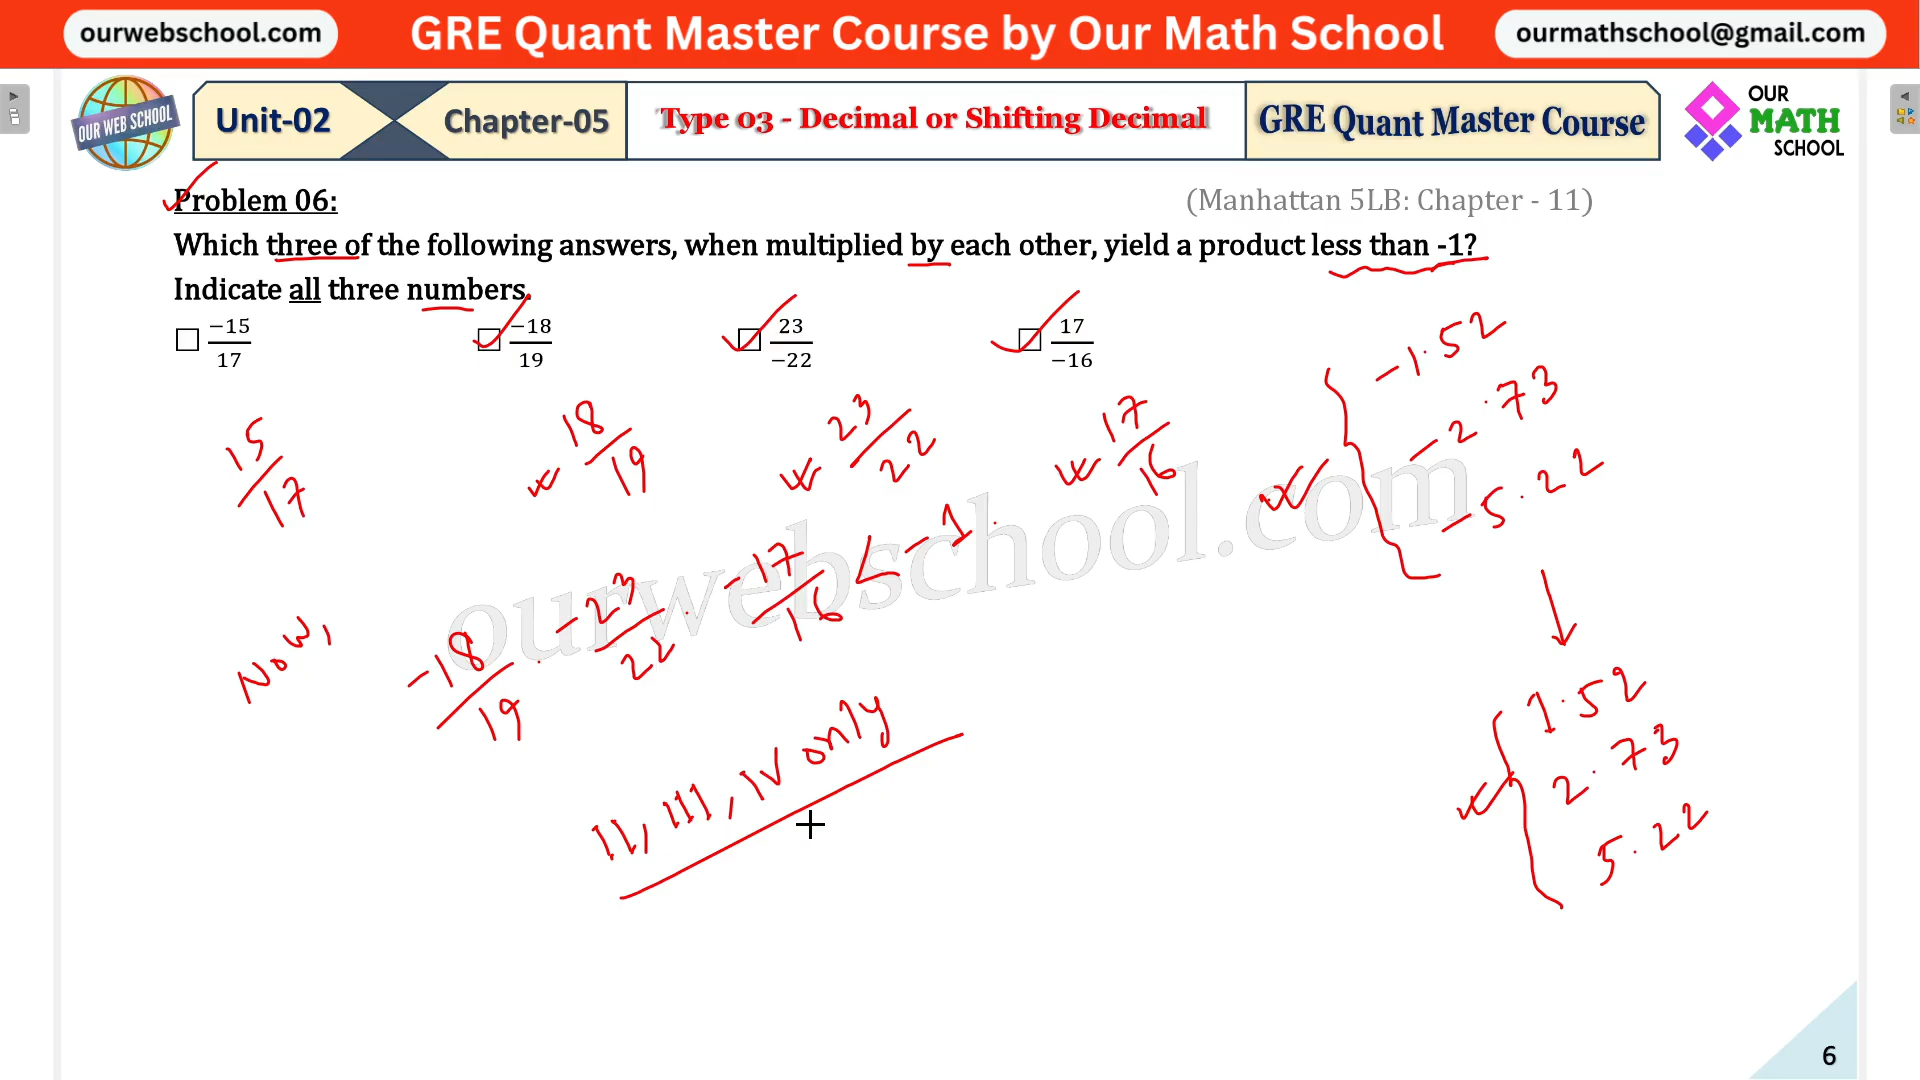 ourwebschool.com
GRE Quant Master Course by Our Math School
ourmathschool@gmail.com
OUR WEB SCHOOL
Unit-02
Chapter-05
Type 03 - Decimal or Shifting Decimal
GRE Quant Master Course
OUR
MATH
SCHOOL
Problem 06:
(Manhattan 5LB: Chapter - 11)
Which three of the following answers, when multiplied by each other, yield a product less than -1?
Indicate all three numbers.
−15/17
−18/19
23/−22
17/−16
15/17
18/19
23/22
17/16
-1.52
-2.73
-5.22
Now, -18/19 · -23/22 · -17/16 < -1.
1.52
2.73
5.22
II, III, IV only
ourwebschool.com
6